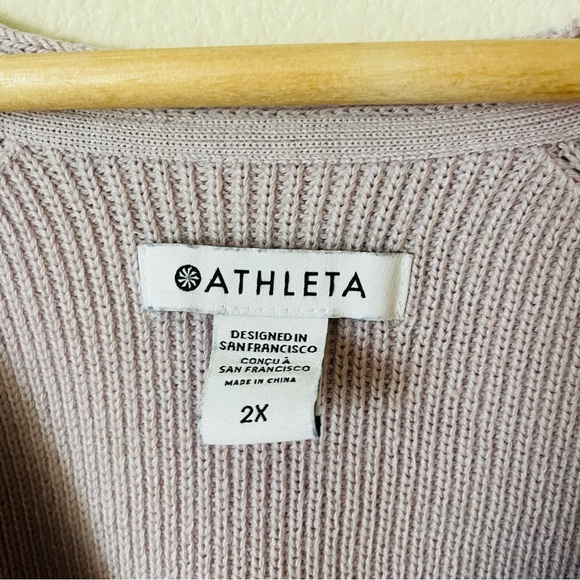 ATHLETA
DESIGNED IN
SAN FRANCISCO
CONÇU À
SAN FRANCISCO
MADE IN CHINA
2X